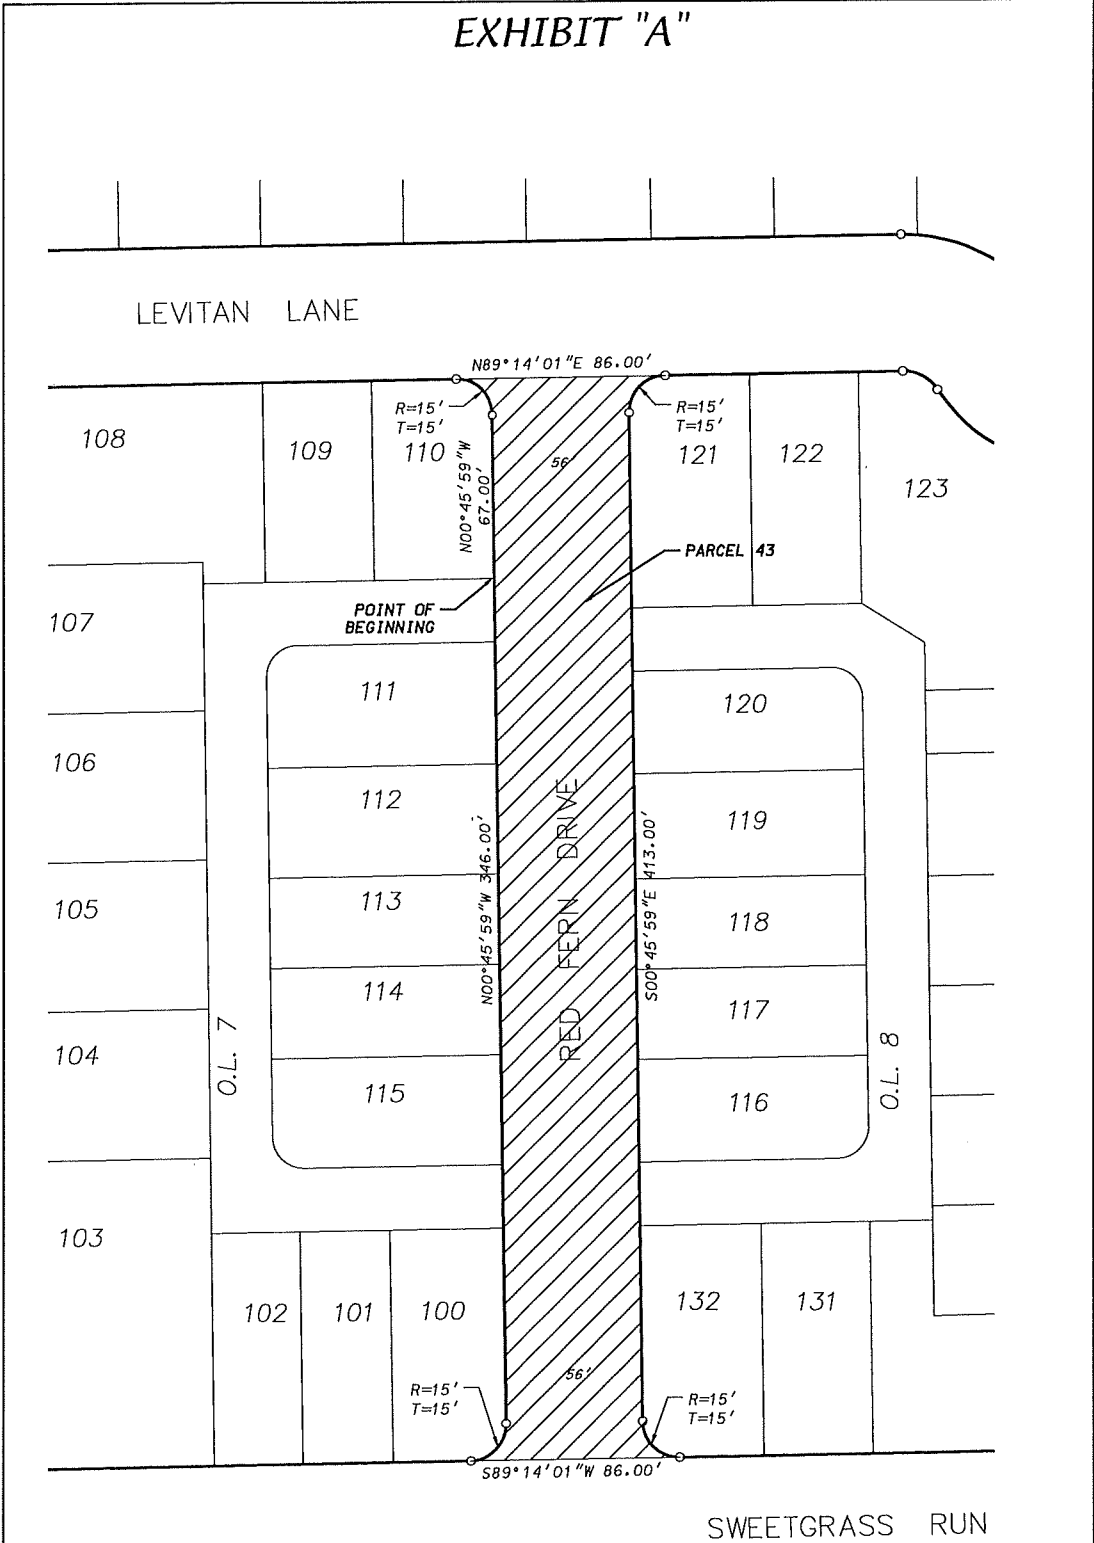 EXHIBIT "A"
LEVITAN LANE
N89°14'01"E 86.00'
R=15'
T=15'
R=15'
T=15'
108
109
110
121
122
123
56'
N00°45'59"W
67.00'
PARCEL 43
POINT OF
BEGINNING
107
111
120
106
112
119
RED FERN DRIVE
N00°45'59"W 346.00'
S00°45'59"E 413.00'
105
113
118
114
117
O.L. 7
O.L. 8
104
115
116
103
102
101
100
132
131
56'
R=15'
T=15'
R=15'
T=15'
S89°14'01"W 86.00'
SWEETGRASS RUN